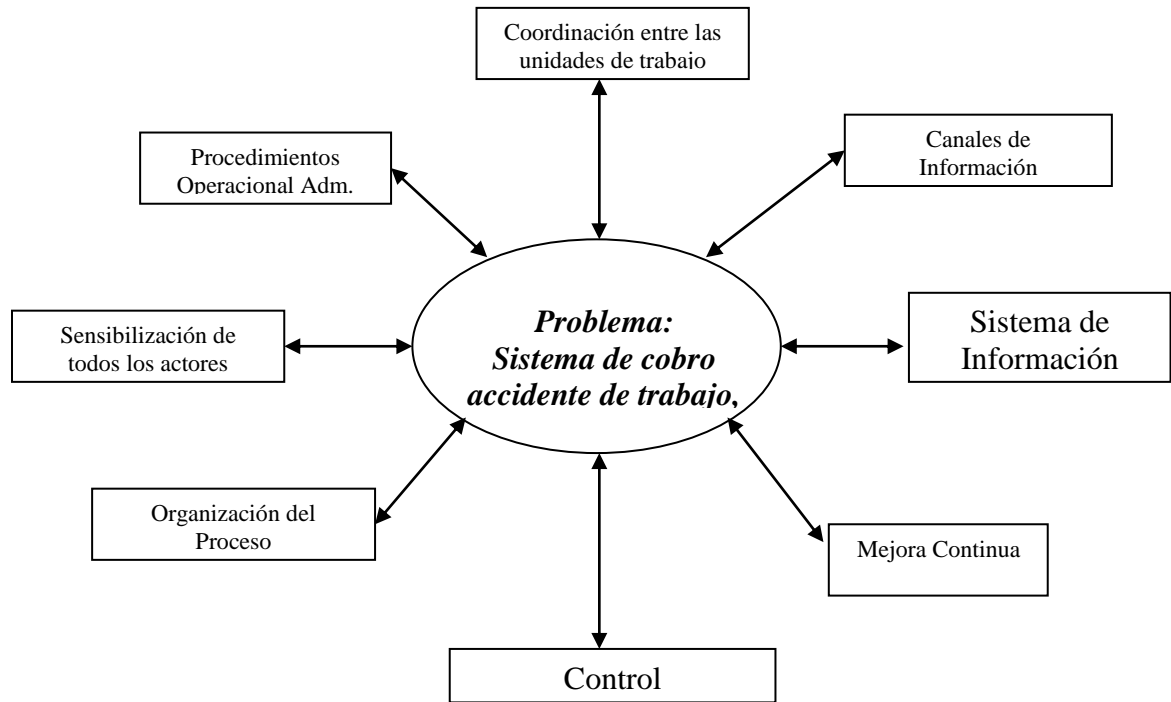 Coordinación entre las
unidades de trabajo
Procedimientos
Operacional Adm.
Canales de
Información
Sensibilización de
todos los actores
Problema:
Sistema de cobro
accidente de trabajo,
Sistema de
Información
Organización del
Proceso
Mejora Continua
Control